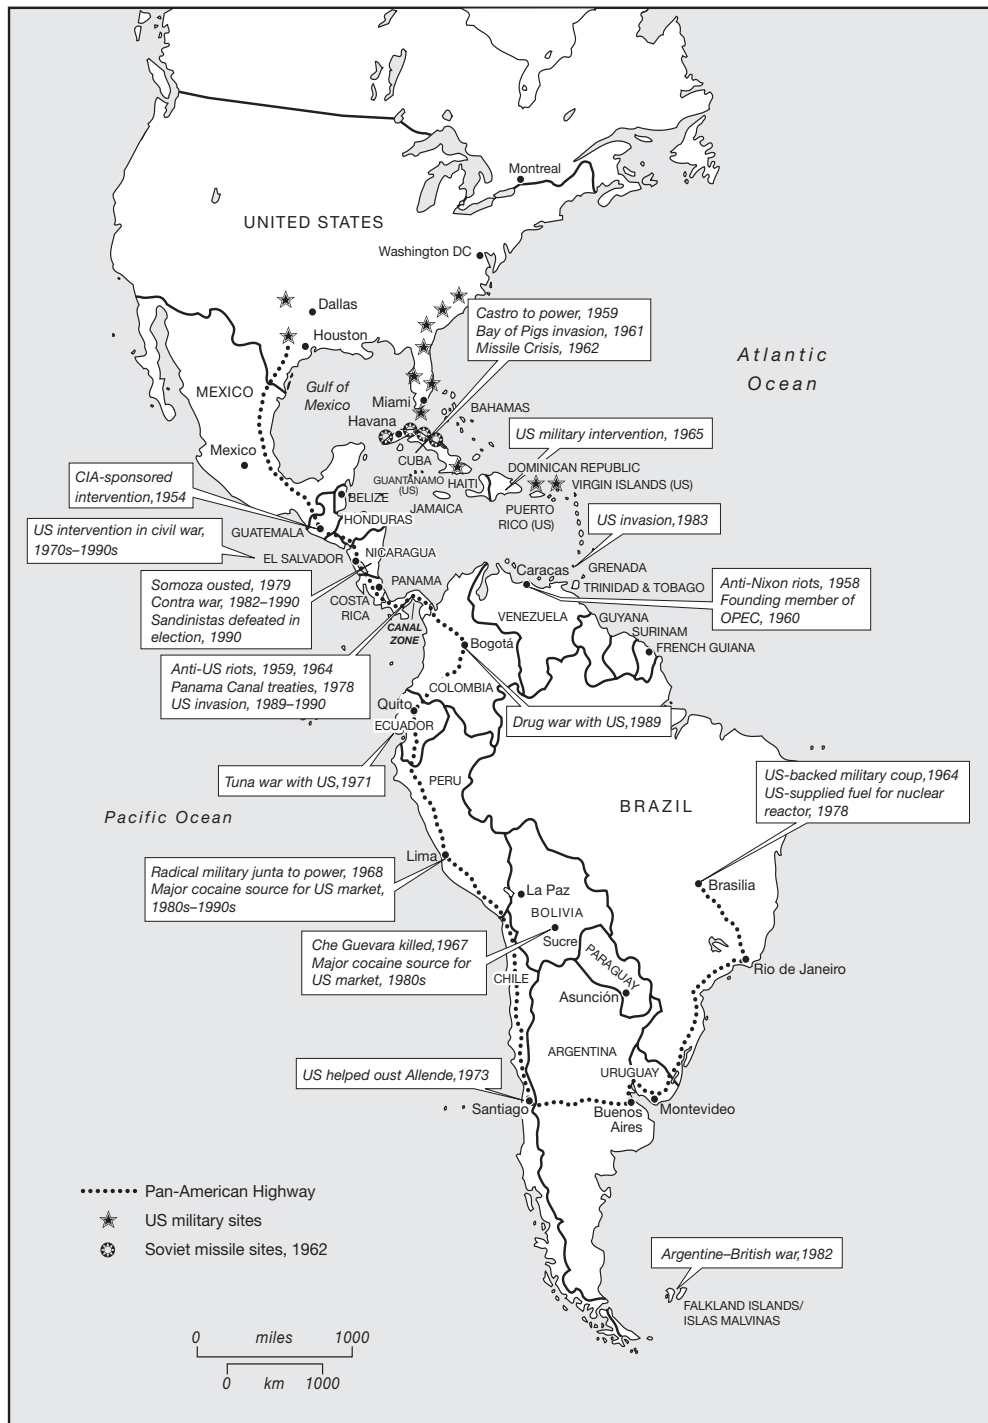 Montreal
UNITED STATES
Washington DC
Dallas
Houston
Castro to power, 1959
Bay of Pigs invasion, 1961
Missile Crisis, 1962
Atlantic
Ocean
MEXICO
Gulf of
Mexico
Miami
BAHAMAS
Havana
US military intervention, 1965
Mexico
CUBA
DOMINICAN REPUBLIC
CIA-sponsored
intervention,1954
GUANTÁNAMO
(US)
HAITI
VIRGIN ISLANDS (US)
BELIZE
JAMAICA
PUERTO
RICO (US)
HONDURAS
US invasion,1983
GUATEMALA
US intervention in civil war,
1970s–1990s
EL SALVADOR
NICARAGUA
GRENADA
Caracas
TRINIDAD & TOBAGO
Somoza ousted, 1979
Contra war, 1982–1990
Sandinistas defeated in
election, 1990
PANAMA
COSTA
RICA
CANAL
ZONE
Anti-Nixon riots, 1958
Founding member of
OPEC, 1960
VENEZUELA
GUYANA
SURINAM
FRENCH GUIANA
Bogotá
Anti-US riots, 1959, 1964
Panama Canal treaties, 1978
US invasion, 1989–1990
COLOMBIA
Quito
ECUADOR
Drug war with US,1989
Tuna war with US,1971
PERU
US-backed military coup,1964
US-supplied fuel for nuclear
reactor, 1978
BRAZIL
Pacific Ocean
Lima
Radical military junta to power, 1968
Major cocaine source for US market,
1980s–1990s
La Paz
Brasilia
BOLIVIA
Sucre
Che Guevara killed,1967
Major cocaine source for
US market, 1980s
PARAGUAY
Rio de Janeiro
CHILE
Asunción
ARGENTINA
US helped oust Allende,1973
URUGUAY
Santiago
Buenos
Aires
Montevideo
Pan-American Highway
US military sites
Soviet missile sites, 1962
Argentine–British war,1982
FALKLAND ISLANDS/
ISLAS MALVINAS
0 miles 1000
0 km 1000